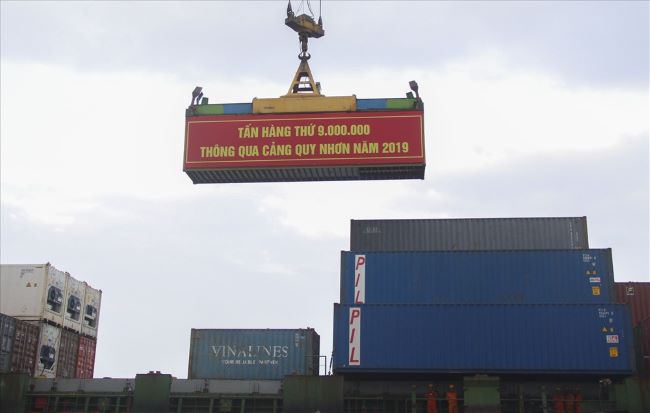 TẤN HÀNG THỨ 9.000.000
THÔNG QUA CẢNG QUY NHƠN NĂM 2019
PIL
PIL
VINALINES